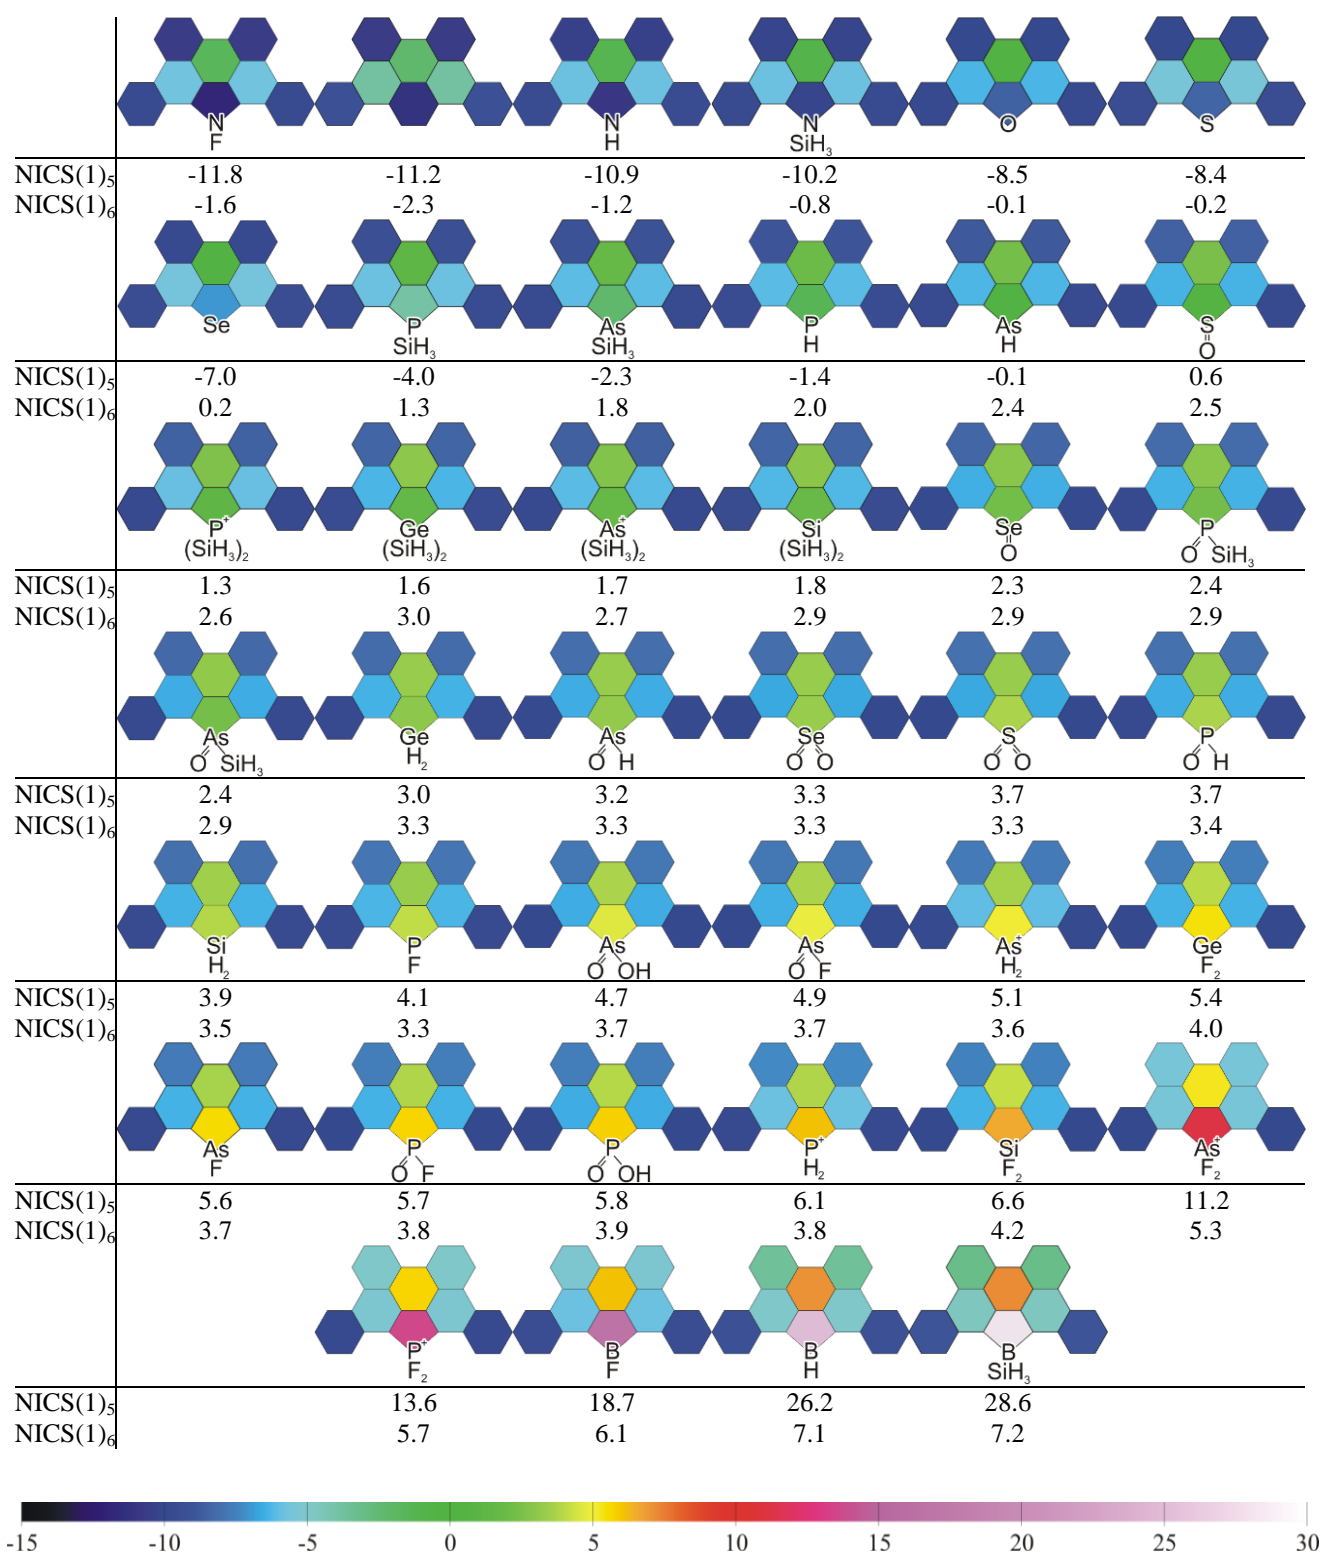 N N N O S
F H SiH₃
NICS(1)₅ -11.8 -11.2 -10.9 -10.2 -8.5 -8.4
NICS(1)₆ -1.6 -2.3 -1.2 -0.8 -0.1 -0.2
Se P As P As S
SiH₃ SiH₃ H H O
NICS(1)₅ -7.0 -4.0 -2.3 -1.4 -0.1 0.6
NICS(1)₆ 0.2 1.3 1.8 2.0 2.4 2.5
P⁺ Ge As⁺ Si Se P
(SiH₃)₂ (SiH₃)₂ (SiH₃)₂ (SiH₃)₂ O O SiH₃
NICS(1)₅ 1.3 1.6 1.7 1.8 2.3 2.4
NICS(1)₆ 2.6 3.0 2.7 2.9 2.9 2.9
As Ge As Se S P
O SiH₃ H₂ O H O O O O O H
NICS(1)₅ 2.4 3.0 3.2 3.3 3.7 3.7
NICS(1)₆ 2.9 3.3 3.3 3.3 3.3 3.4
Si P As As As⁺ Ge
H₂ F O OH O F H₂ F₂
NICS(1)₅ 3.9 4.1 4.7 4.9 5.1 5.4
NICS(1)₆ 3.5 3.3 3.7 3.7 3.6 4.0
As P P P⁺ Si As⁺
F O F O OH H₂ F₂ F₂
NICS(1)₅ 5.6 5.7 5.8 6.1 6.6 11.2
NICS(1)₆ 3.7 3.8 3.9 3.8 4.2 5.3
P⁺ B B B
F₂ F H SiH₃
NICS(1)₅ 13.6 18.7 26.2 28.6
NICS(1)₆ 5.7 6.1 7.1 7.2
-15 -10 -5 0 5 10 15 20 25 30